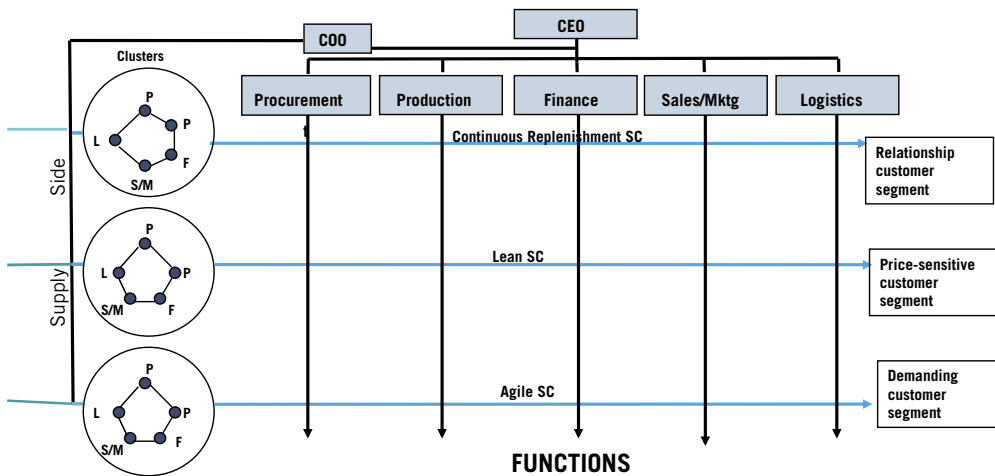 CEO
COO
Clusters
Procurement
Production
Finance
Sales/Mktg
Logistics
t
P
P
L
F
S/M
Continuous Replenishment SC
Relationship
customer
segment
Side
P
L
P
S/M
F
Lean SC
Price-sensitive
customer
segment
Supply
P
L
P
S/M
F
Agile SC
Demanding
customer
segment
FUNCTIONS